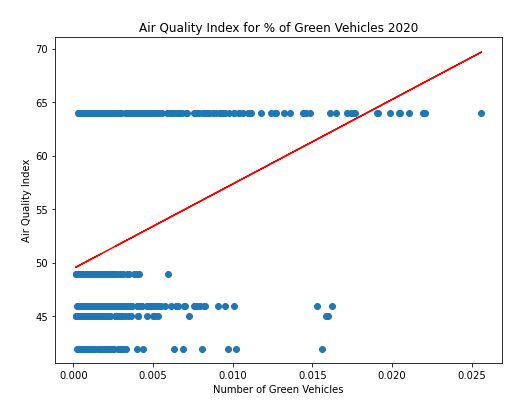 Air Quality Index for % of Green Vehicles 2020
70
65
60
55
50
45
Air Quality Index
0.000 0.005 0.010 0.015 0.020 0.025
Number of Green Vehicles